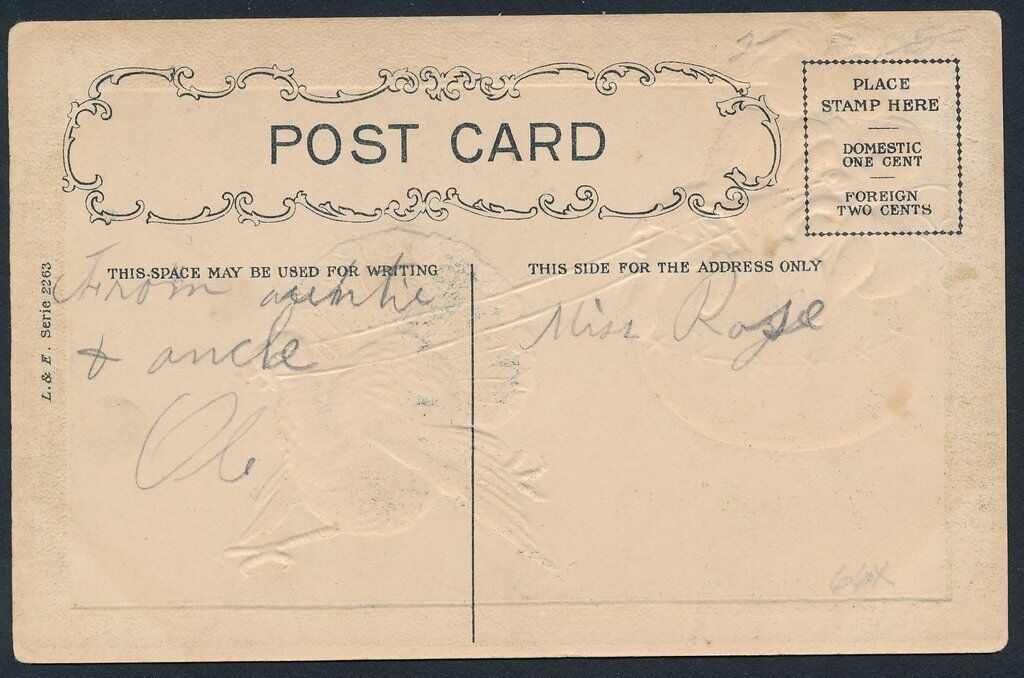 POST CARD
PLACE
STAMP HERE
DOMESTIC
ONE CENT
FOREIGN
TWO CENTS
THIS SPACE MAY BE USED FOR WRITING
THIS SIDE FOR THE ADDRESS ONLY
L. & E. Serie 2263
From auntie
& uncle
Ole
Miss Rose